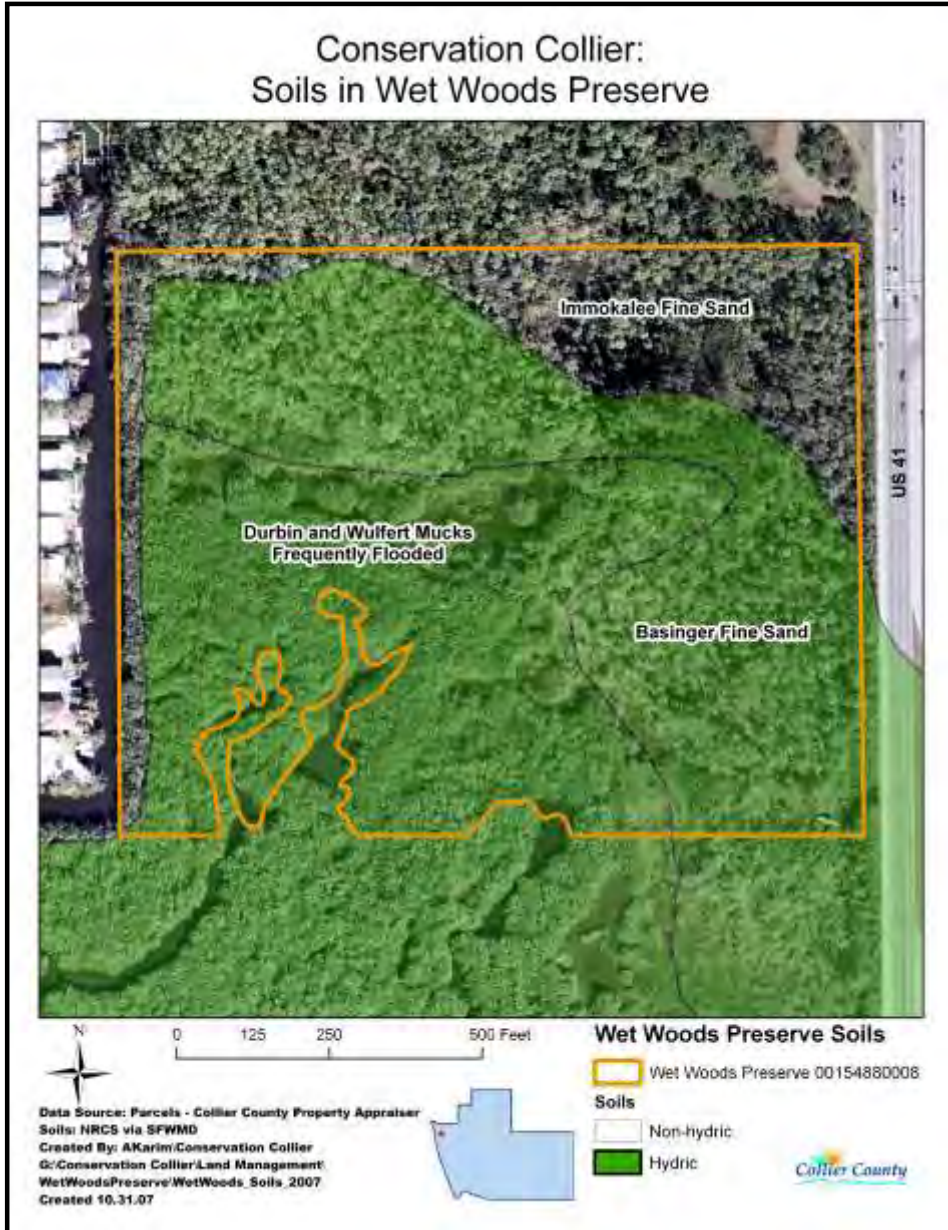 Conservation Collier:
Soils in Wet Woods Preserve
Immokalee Fine Sand
US 41
Durbin and Wulfert Mucks
Frequently Flooded
Basinger Fine Sand
N
0 125 250 500 Feet
Data Source: Parcels - Collier County Property Appraiser
Soils: NRCS via SFWMD
Created By: AKarim\Conservation Collier
G:\Conservation Collier\Land Management\
WetWoodsPreserve\WetWoods_Soils_2007
Created 10.31.07
Wet Woods Preserve Soils
Wet Woods Preserve 00154880008
Soils
Non-hydric
Hydric
Collier County